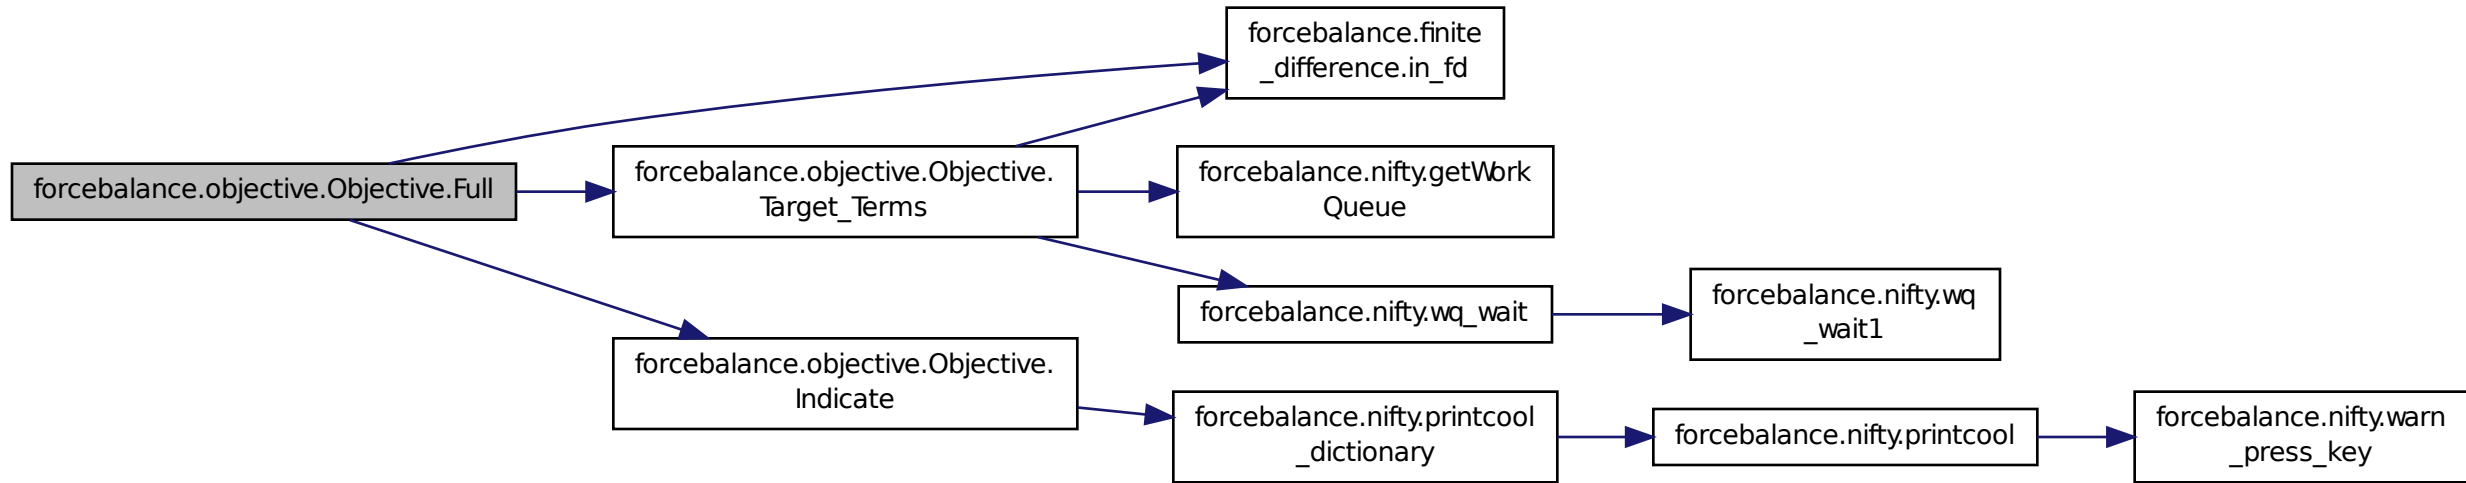 forcebalance.objective.Objective.Full
forcebalance.finite
_difference.in_fd
forcebalance.objective.Objective.
Target_Terms
forcebalance.nifty.getWork
Queue
forcebalance.nifty.wq_wait
forcebalance.nifty.wq
_wait1
forcebalance.objective.Objective.
Indicate
forcebalance.nifty.printcool
_dictionary
forcebalance.nifty.printcool
forcebalance.nifty.warn
_press_key